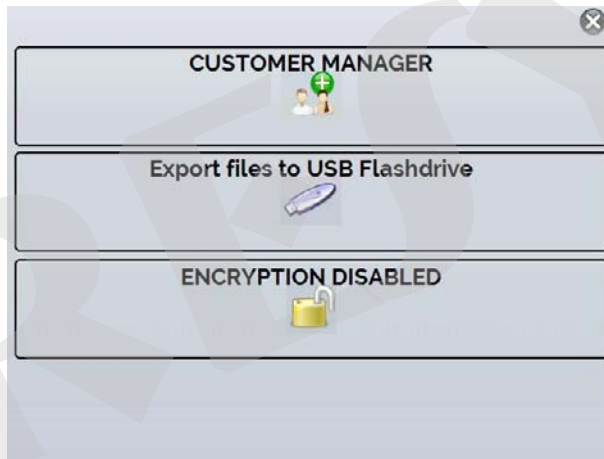 CUSTOMER MANAGER
Export files to USB Flashdrive
ENCRYPTION DISABLED